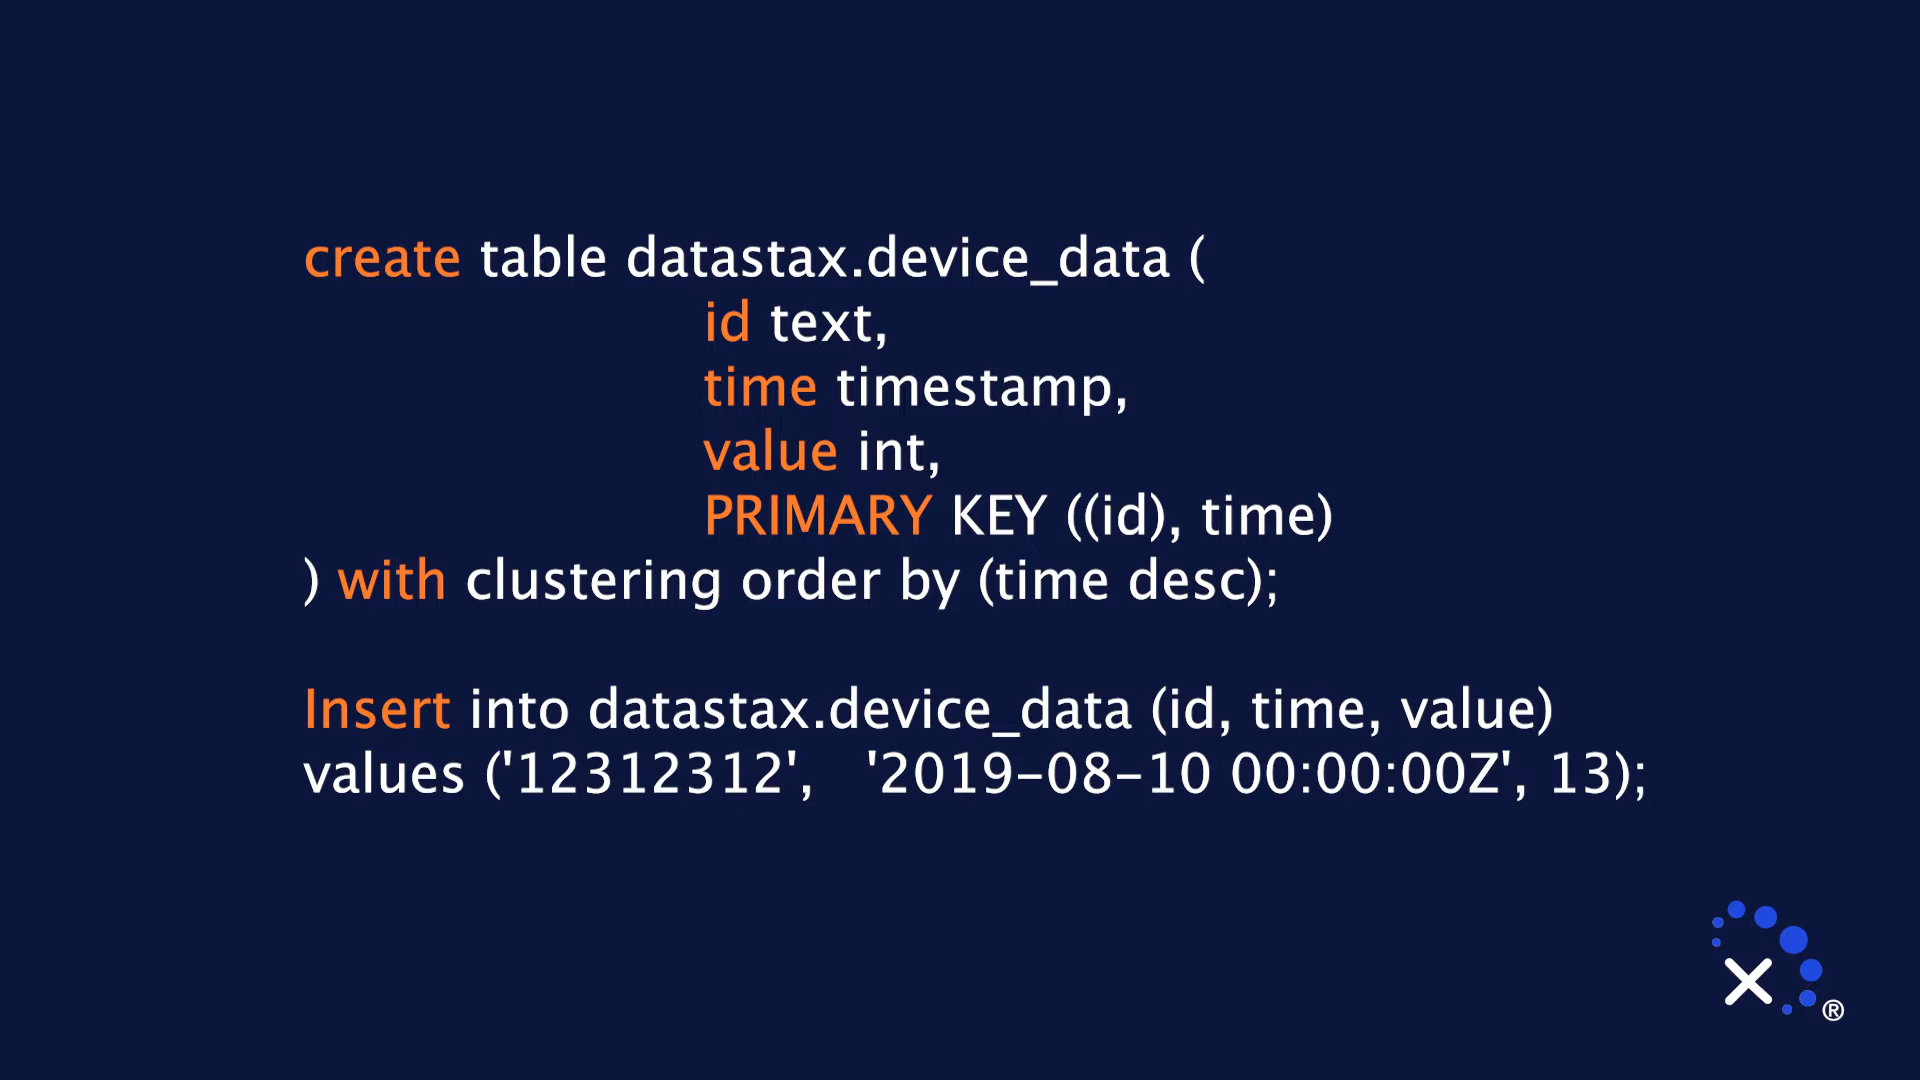 create table datastax.device_data (
id text,
time timestamp,
value int,
PRIMARY KEY ((id), time)
) with clustering order by (time desc);
Insert into datastax.device_data (id, time, value)
values ('12312312', '2019-08-10 00:00:00Z', 13);
®